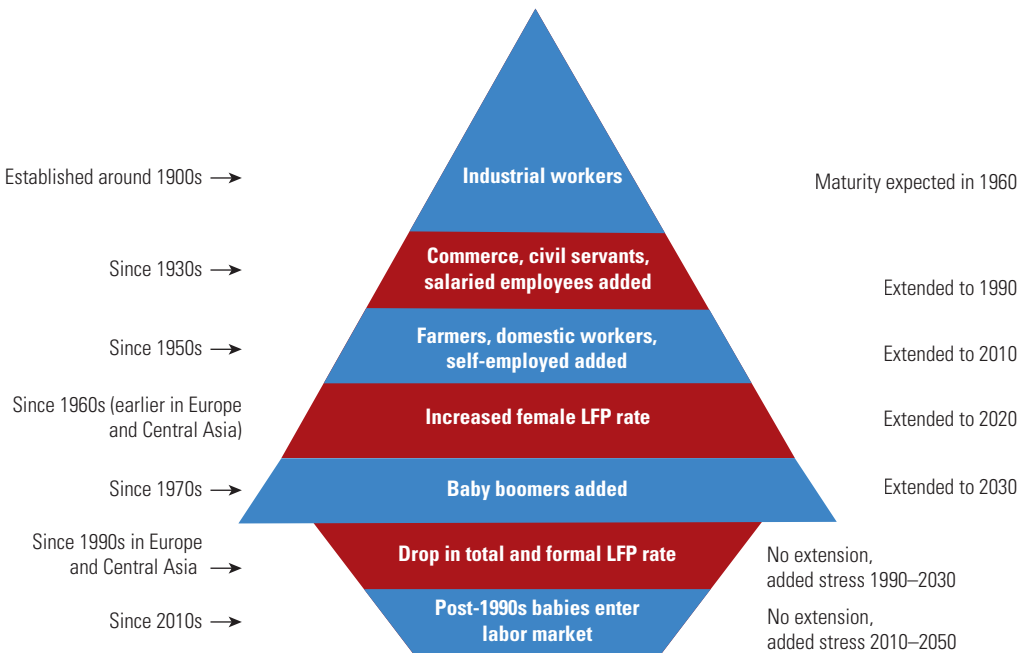 Established around 1900s →
Industrial workers
Maturity expected in 1960
Since 1930s →
Commerce, civil servants,
salaried employees added
Extended to 1990
Since 1950s →
Farmers, domestic workers,
self-employed added
Extended to 2010
Since 1960s (earlier in Europe
and Central Asia)
Increased female LFP rate
Extended to 2020
Since 1970s →
Baby boomers added
Extended to 2030
Since 1990s in Europe
and Central Asia →
Drop in total and formal LFP rate
No extension,
added stress 1990–2030
Since 2010s →
Post-1990s babies enter
labor market
No extension,
added stress 2010–2050